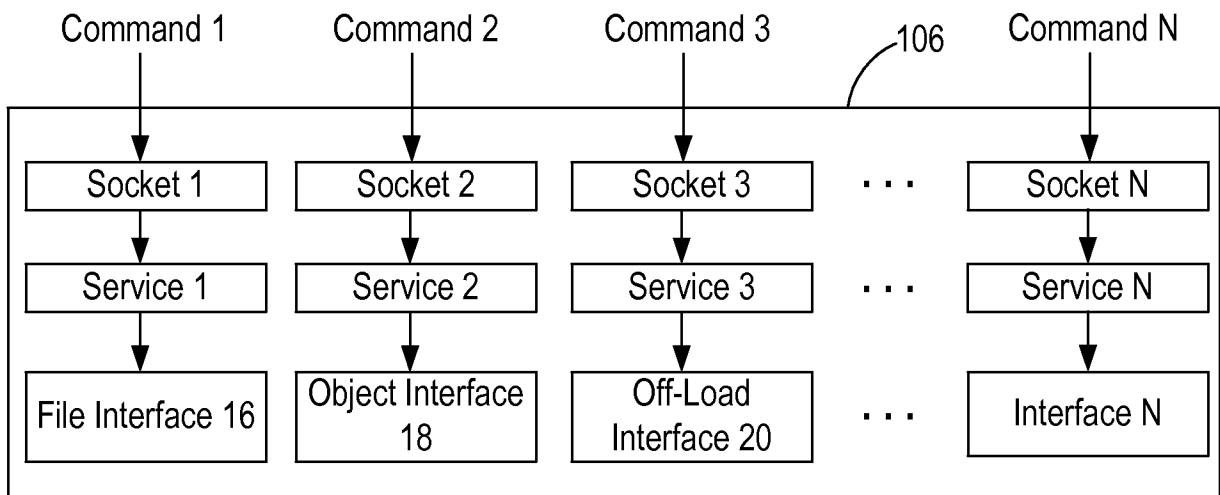 Command 1 Command 2 Command 3 106 Command N
Socket 1 Socket 2 Socket 3 ... Socket N
Service 1 Service 2 Service 3 ... Service N
File Interface 16 Object Interface 18 Off-Load Interface 20 ... Interface N